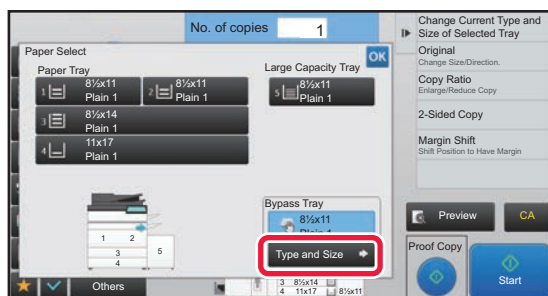 No. of copies 1
Change Current Type and
Size of Selected Tray
Original
Change Size/Direction.
Copy Ratio
Enlarge/Reduce Copy
2-Sided Copy
Margin Shift
Shift Position to Have Margin
Paper Select
OK
Paper Tray
Large Capacity Tray
1 8½x11
Plain 1
2 8½x11
Plain 1
5 8½x11
Plain 1
3 8½x14
Plain 1
4 11x17
Plain 1
Bypass Tray
8½x11
Plain 1
Type and Size
1 2
3
4
5
Preview
CA
Proof Copy
Start
Others
3 8½x14
4 11x17
8½x11